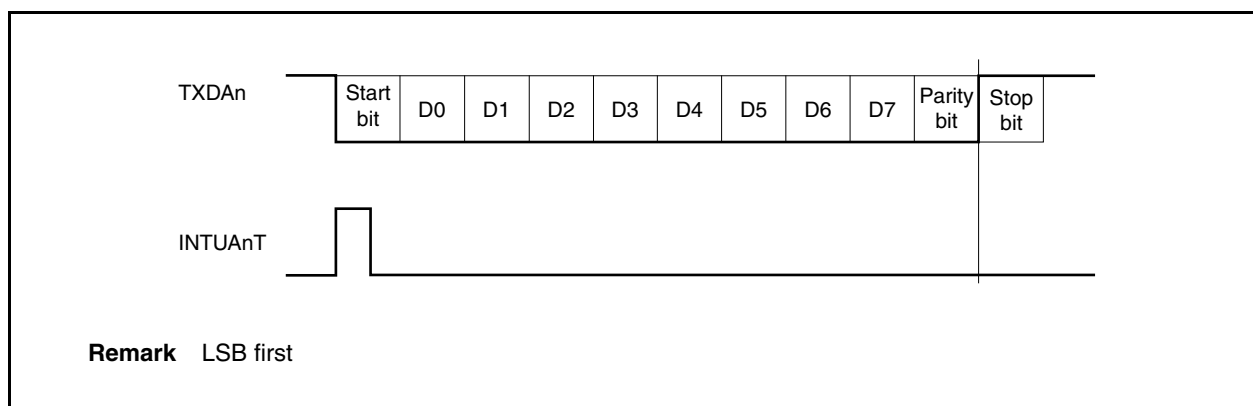 TXDAn
Start bit
D0
D1
D2
D3
D4
D5
D6
D7
Parity bit
Stop bit
INTUAnT
Remark LSB first